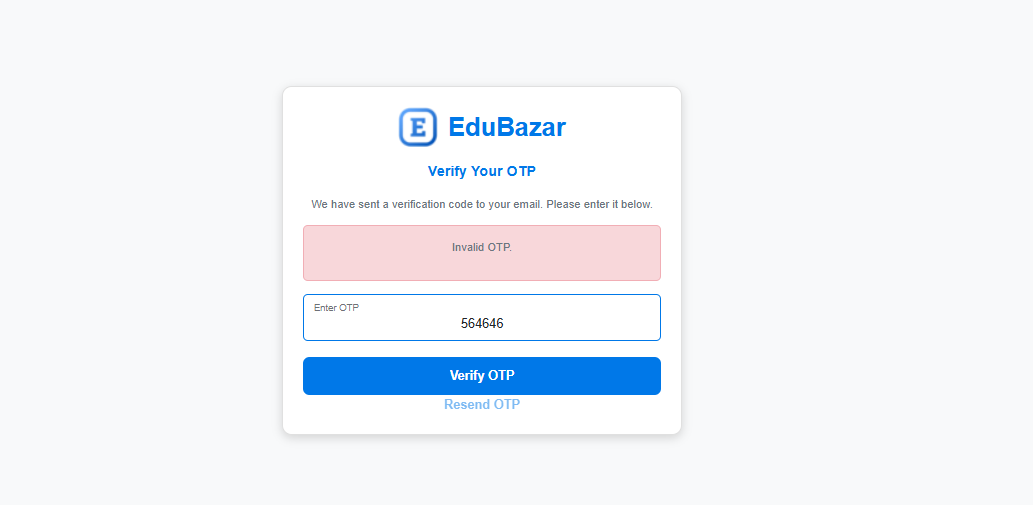 E EduBazar
Verify Your OTP
We have sent a verification code to your email. Please enter it below.
Invalid OTP.
Enter OTP
564646
Verify OTP
Resend OTP